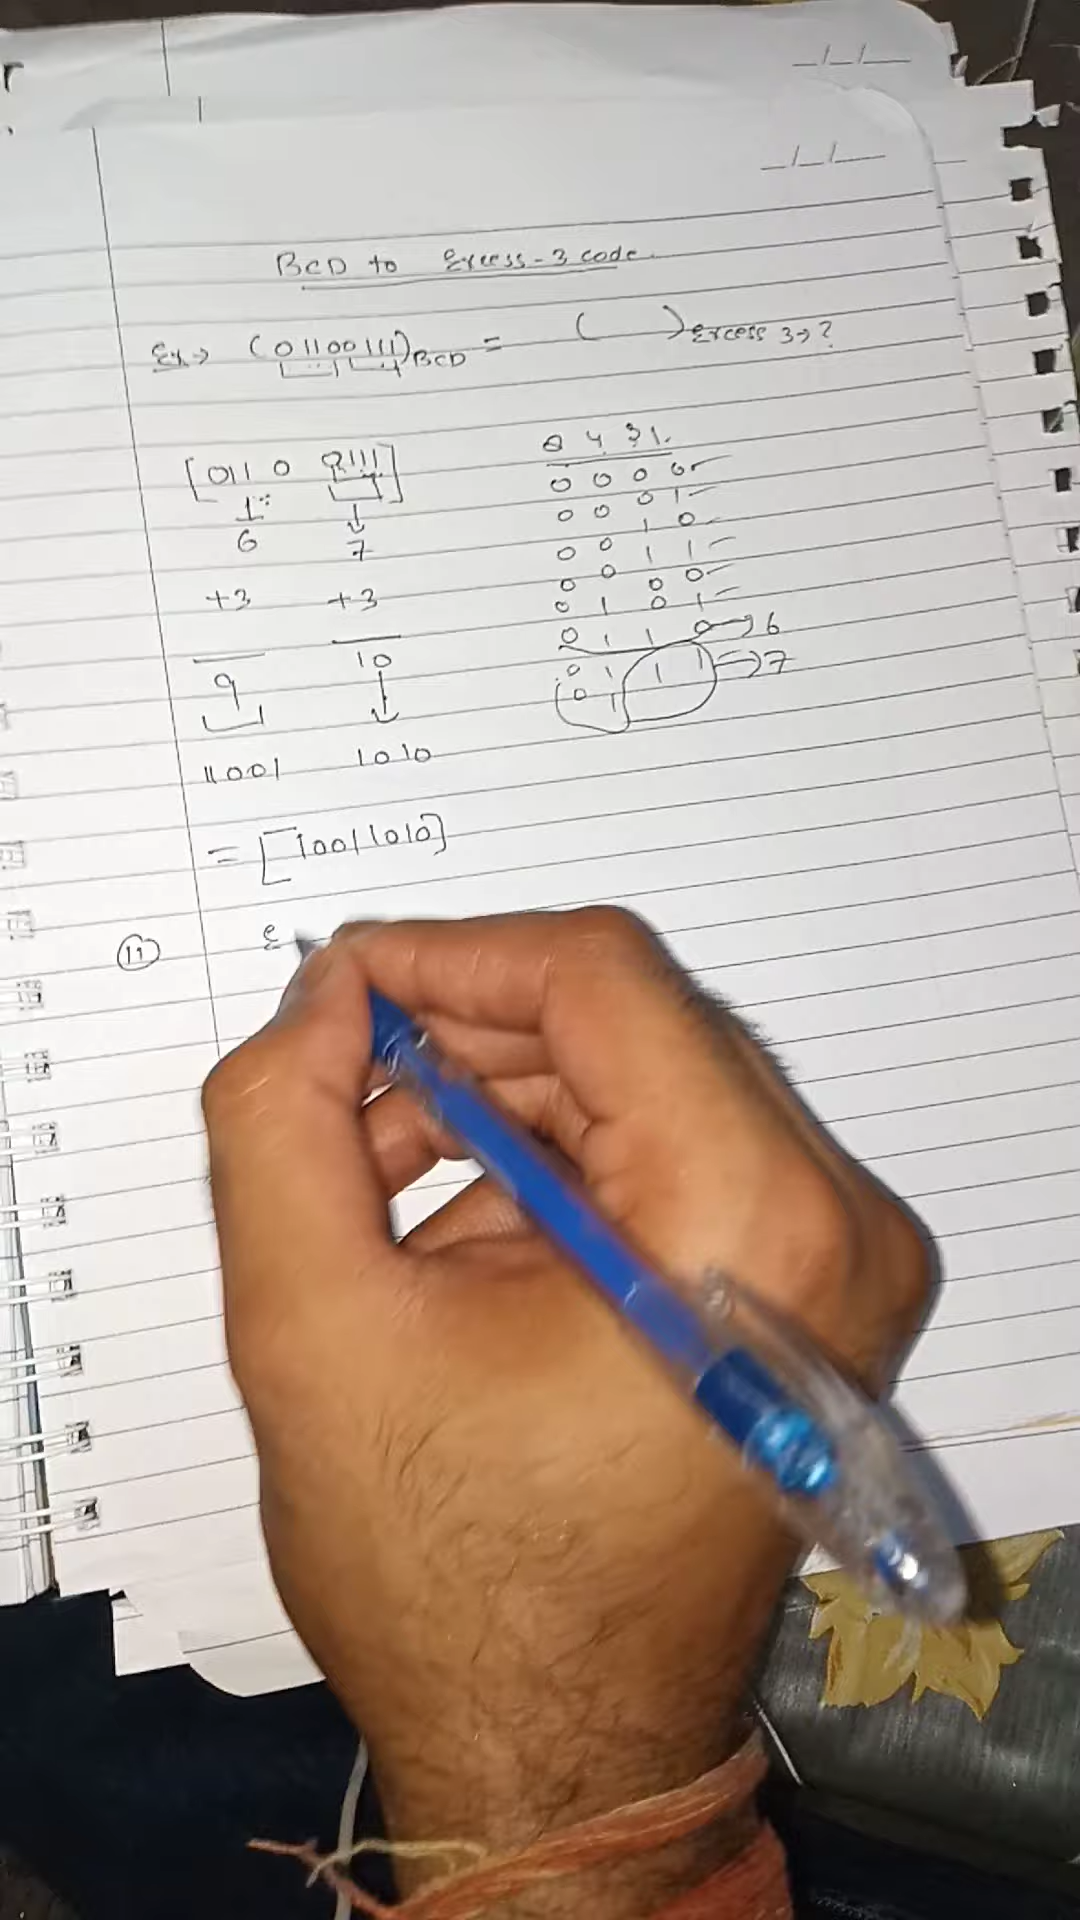 BCD to Excess-3 code.
Ex→ (01100111)BCD = ( )Excess 3→?
[0110 0111]
6 7
+3 +3
9 10
11001 1010
= [10011010]
8 4 2 1.
0 0 0 0
0 0 0 1
0 0 1 0
0 0 1 1
0 0 0 0
0 1 0 1
0 1 1 0 → 6
0 1 1 1 → 7
0 1
(11) E